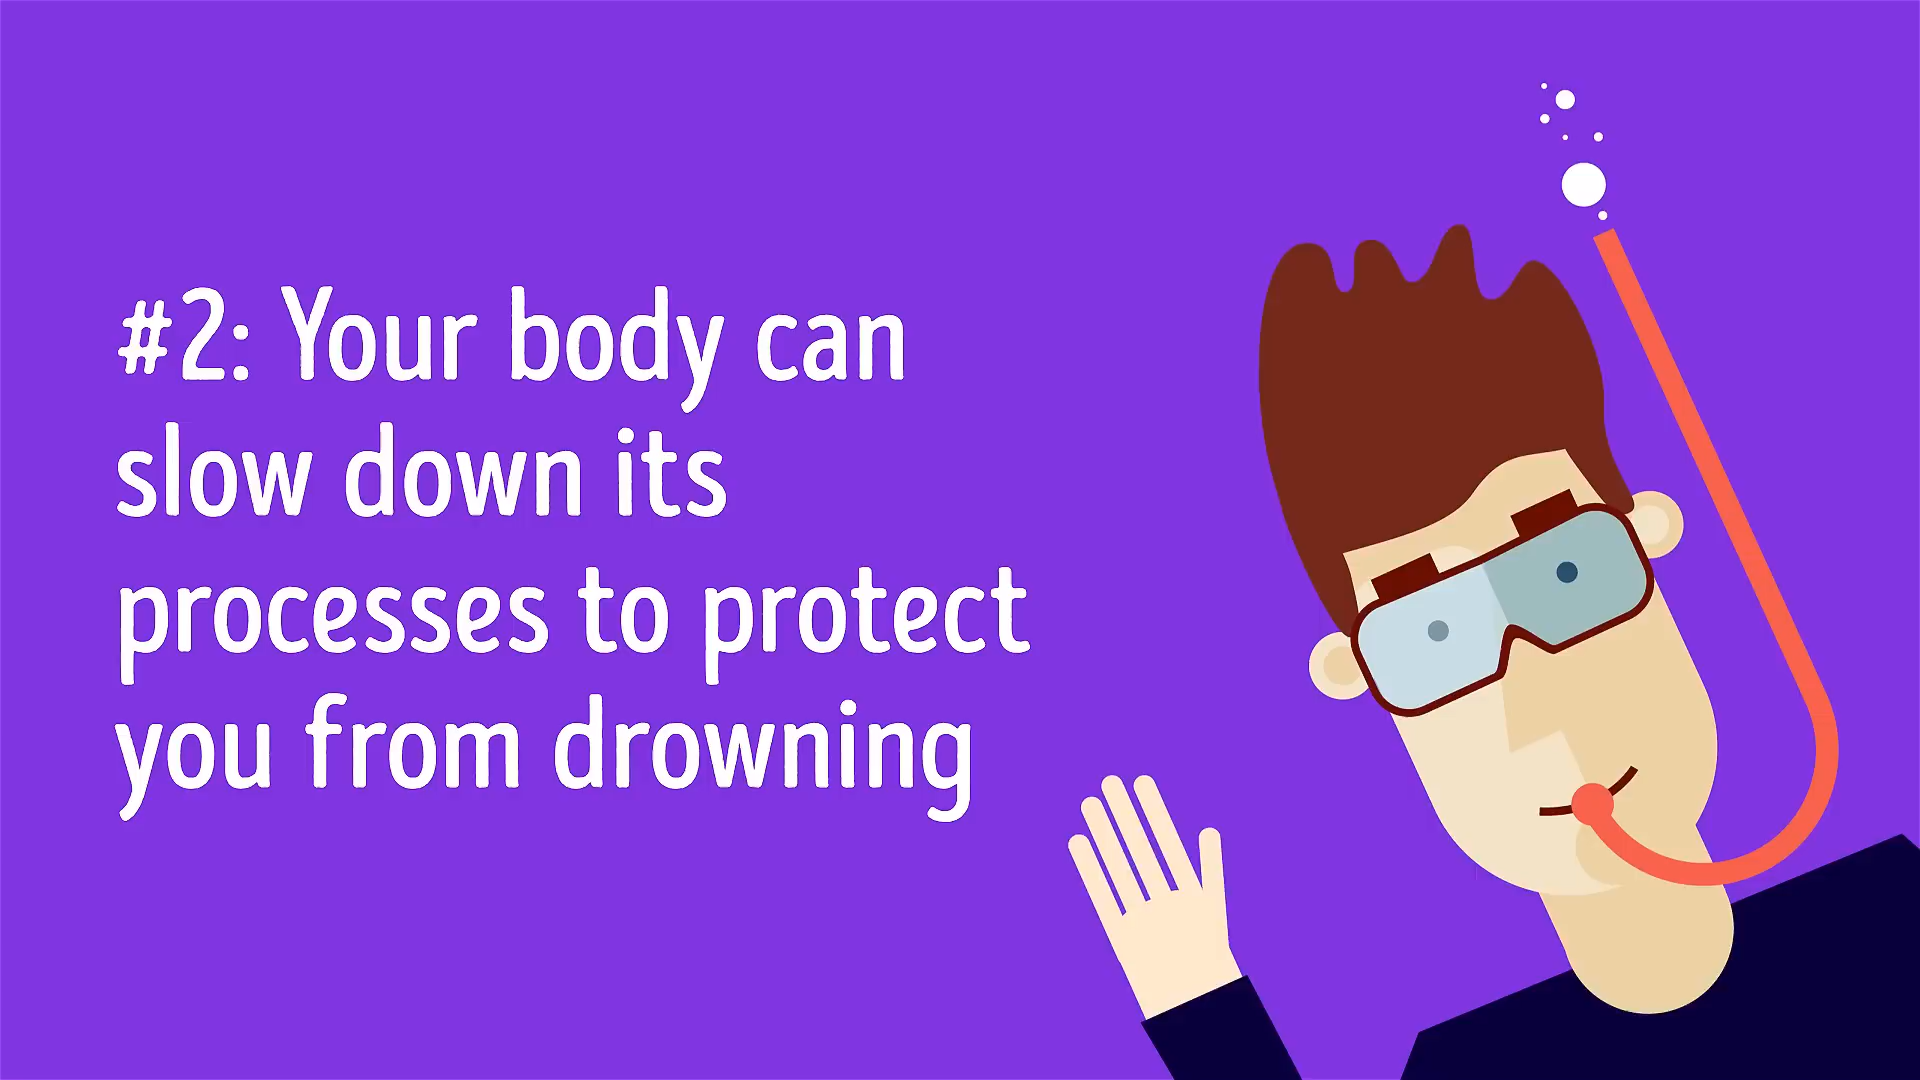 #2: Your body can
slow down its
processes to protect
you from drowning